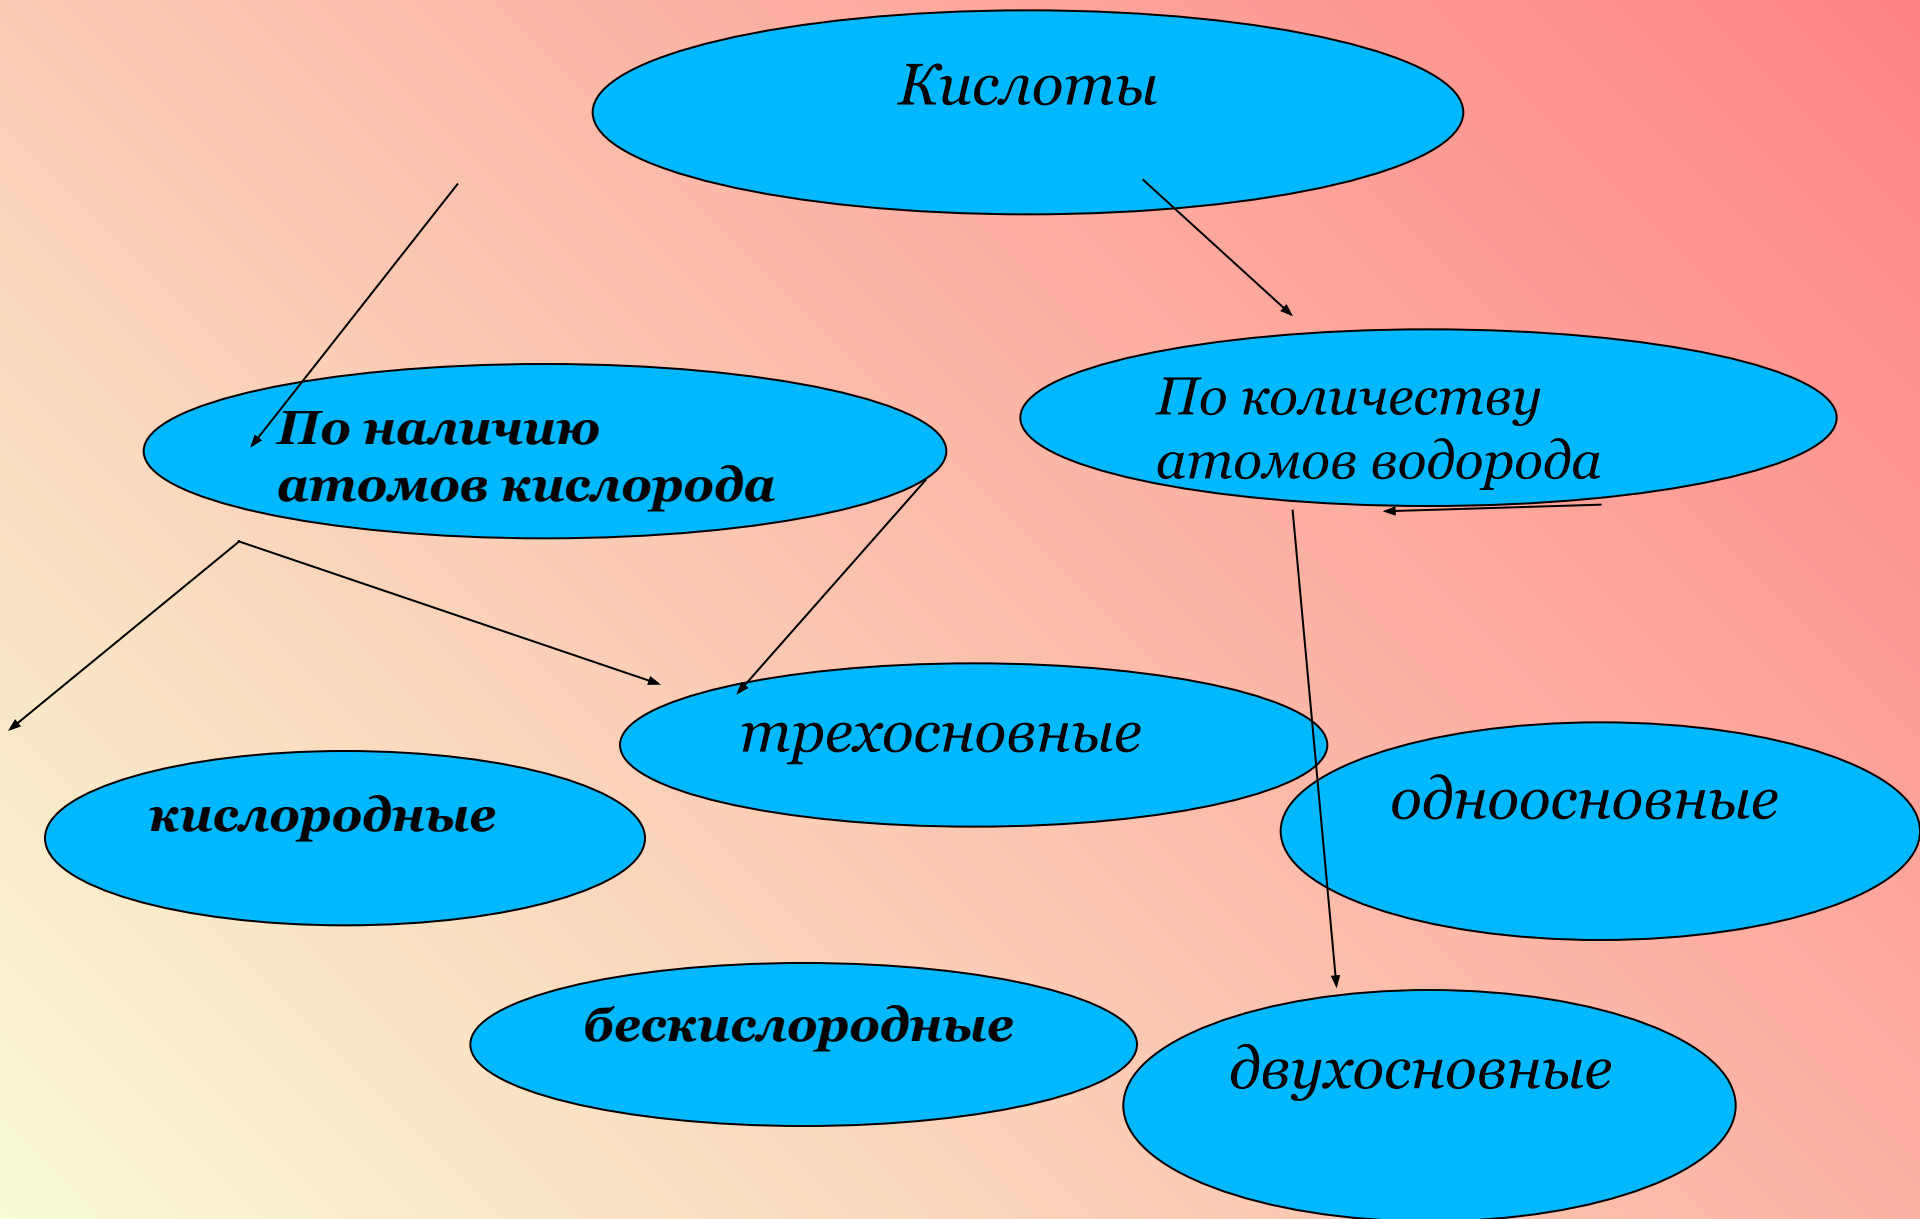 Кислоты
По наличию
атомов кислорода
По количеству
атомов водорода
трехосновные
кислородные
одноосновные
бескислородные
двухосновные